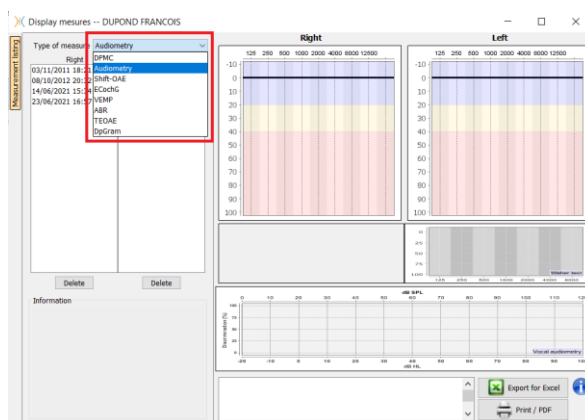 Display mesures -- DUPOND FRANCOIS
Measurement listing
Type of measure Audiometry
Right
DPMC
Audiometry
Shift-OAE
ECochG
VEMP
ABR
TEOAE
DpGram
03/11/2011 18:2
08/10/2012 20:
14/06/2021 15:
23/06/2021 16:
Delete Delete
Information
Right
125 250 500 1000 2000 4000 8000 12500
-10
0
10
20
30
40
50
60
70
80
90
100
Left
125 250 500 1000 2000 4000 8000 12500
-10
0
10
20
30
40
50
60
70
80
90
100
0
25
50
75
100
Weber test
125 250 500 1000 2000 4000 8000
dB SPL
0 10 20 30 40 50 60 70 80 90 100 110 120
Discrimination (%)
100
75
50
25
0
Vocal audiometry
-20 -10 0 10 20 30 40 50 60 70 80 90 100
dB HL
Export for Excel
Print / PDF